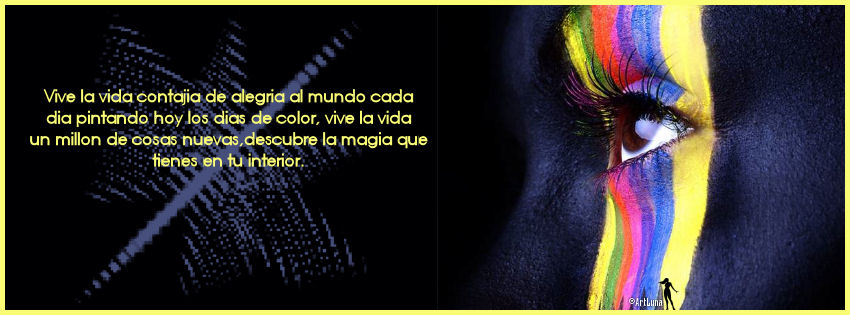 Vive la vida contajia de alegria al mundo cada
dia pintando hoy los dias de color, vive la vida
un millon de cosas nuevas,descubre la magia que
tienes en tu interior.
©ArtLuna